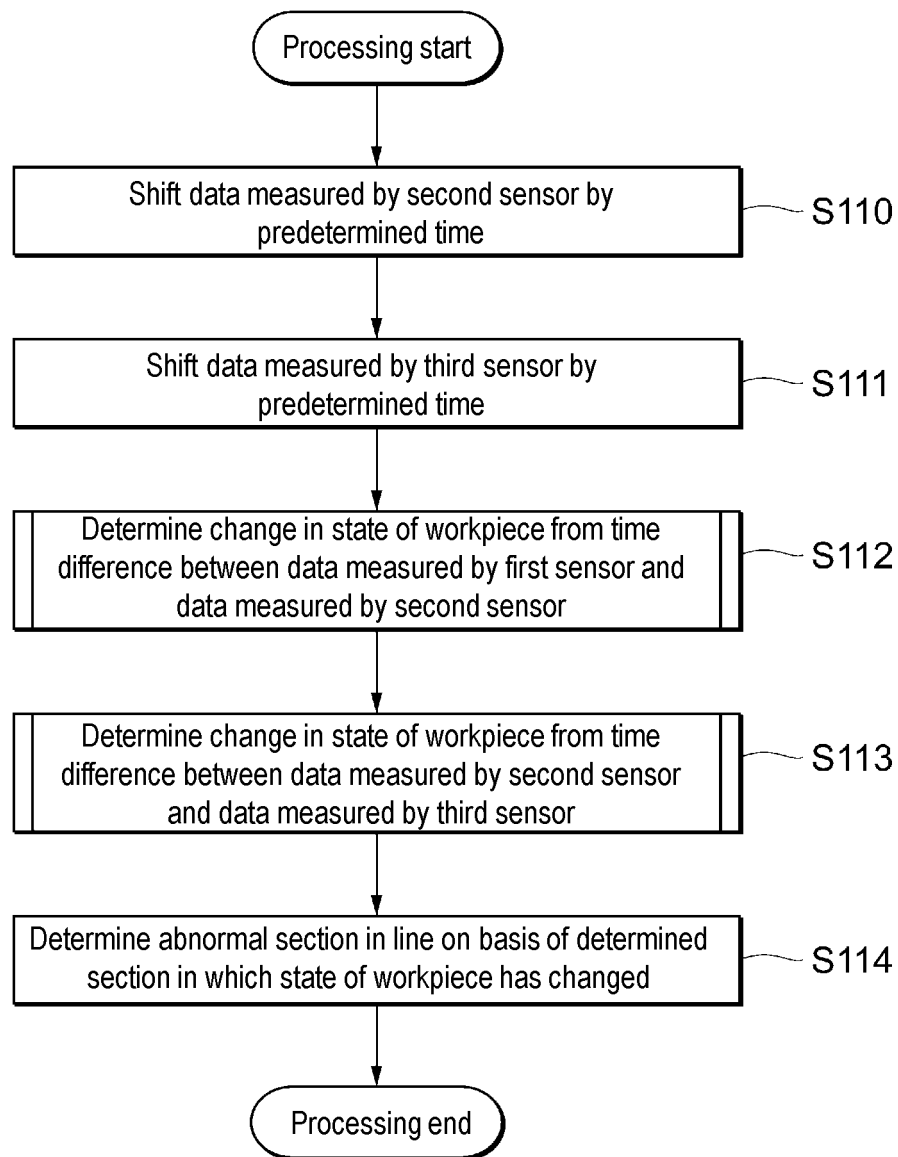 Processing start
Shift data measured by second sensor by
predetermined time
S110
Shift data measured by third sensor by
predetermined time
S111
Determine change in state of workpiece from time
difference between data measured by first sensor and
data measured by second sensor
S112
Determine change in state of workpiece from time
difference between data measured by second sensor
and data measured by third sensor
S113
Determine abnormal section in line on basis of determined
section in which state of workpiece has changed
S114
Processing end